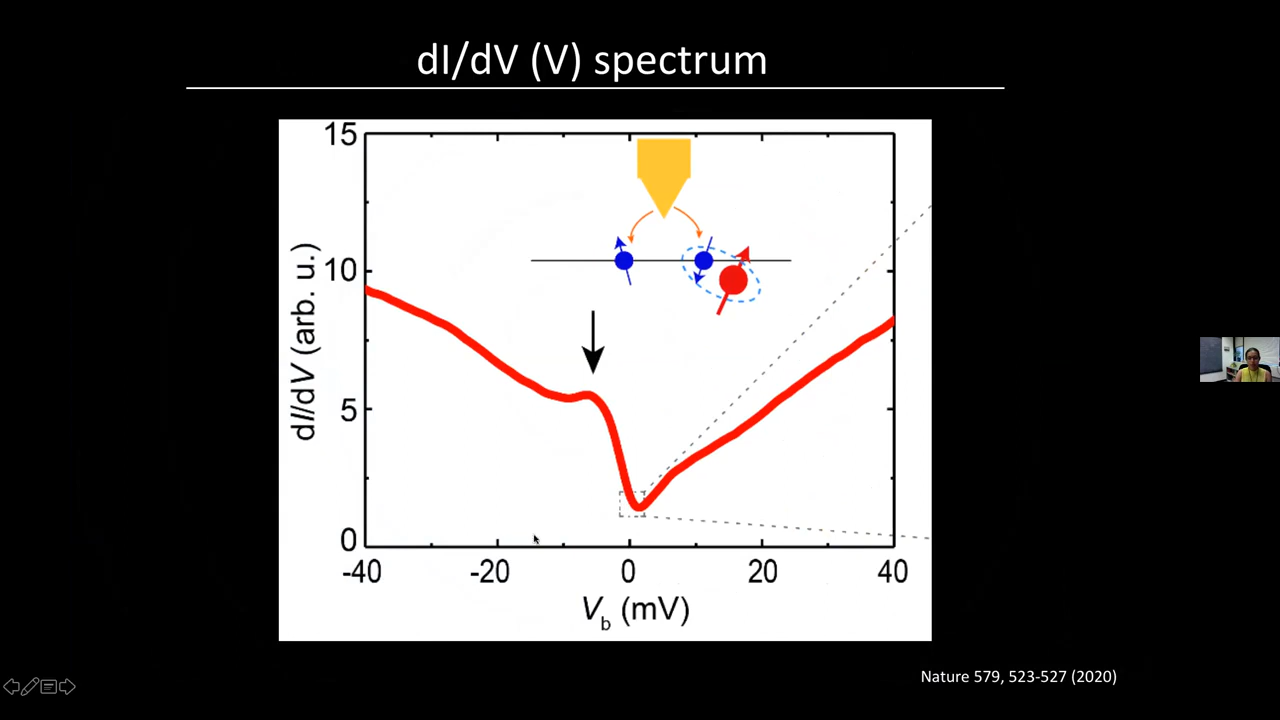 dI/dV (V) spectrum
15
10
5
0
dI/dV (arb. u.)
-40 -20 0 20 40
Vb (mV)
Nature 579, 523-527 (2020)